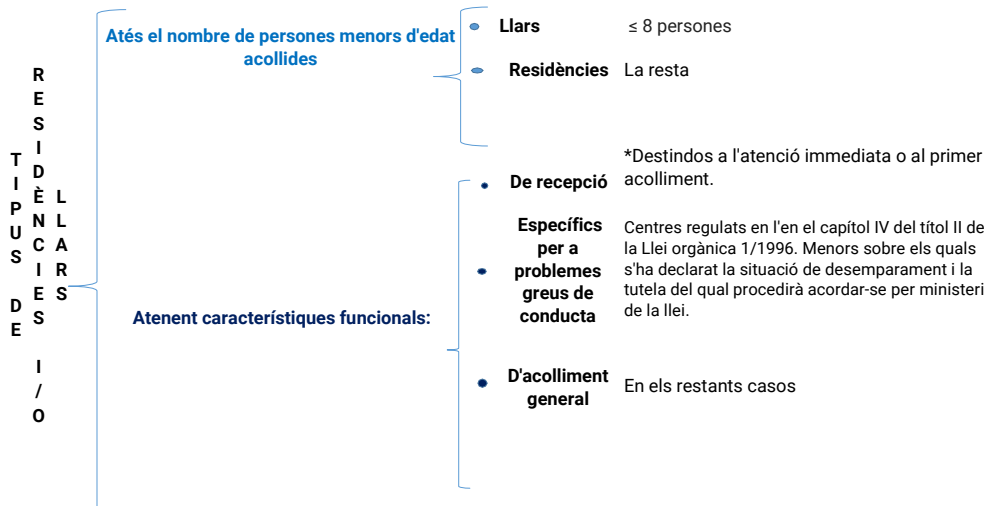 TIPUS DE
RESIDÈNCIES I/O
LLARS
Atés el nombre de persones menors d'edat
acollides
Llars
≤ 8 persones
Residències
La resta
Atenent característiques funcionals:
De recepció
*Destindos a l'atenció immediata o al primer
acolliment.
Específics
per a
problemes
greus de
conducta
Centres regulats en l'en el capítol IV del títol II de
la Llei orgànica 1/1996. Menors sobre els quals
s'ha declarat la situació de desemparament i la
tutela del qual procedirà acordar-se per ministeri
de la llei.
D'acolliment
general
En els restants casos